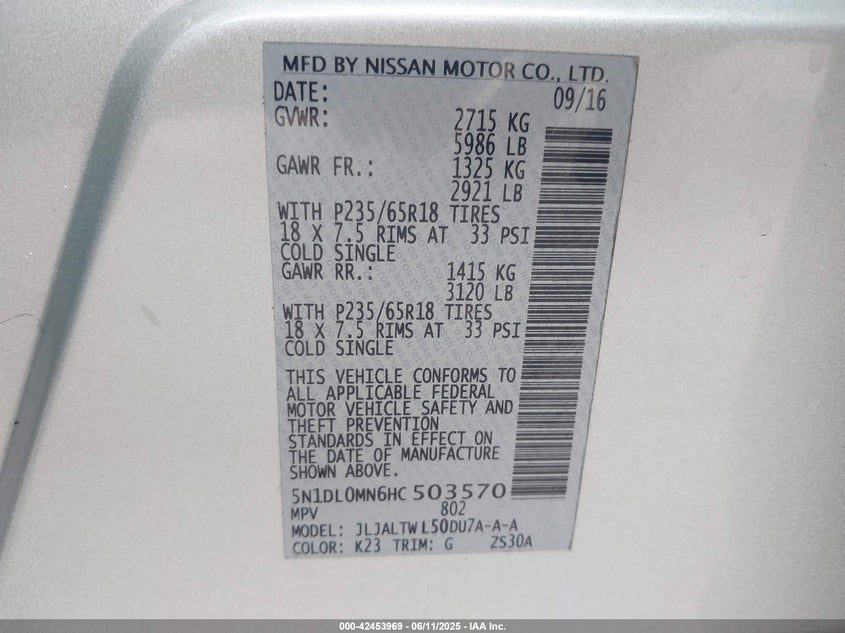 MFD BY NISSAN MOTOR CO., LTD.
DATE: 09/16
GVWR: 2715 KG
5986 LB
GAWR FR.: 1325 KG
2921 LB
WITH P235/65R18 TIRES
18 X 7.5 RIMS AT 33 PSI
COLD SINGLE
GAWR RR.: 1415 KG
3120 LB
WITH P235/65R18 TIRES
18 X 7.5 RIMS AT 33 PSI
COLD SINGLE
THIS VEHICLE CONFORMS TO
ALL APPLICABLE FEDERAL
MOTOR VEHICLE SAFETY AND
THEFT PREVENTION
STANDARDS IN EFFECT ON
THE DATE OF MANUFACTURE
SHOWN ABOVE.
5N1DL0MN6HC 503570
MPV 802
MODEL: JLJALTW L50DU7A-A-A
COLOR: K23 TRIM: G ZS30A
000-42453969 - 06/11/2025 - IAA Inc.